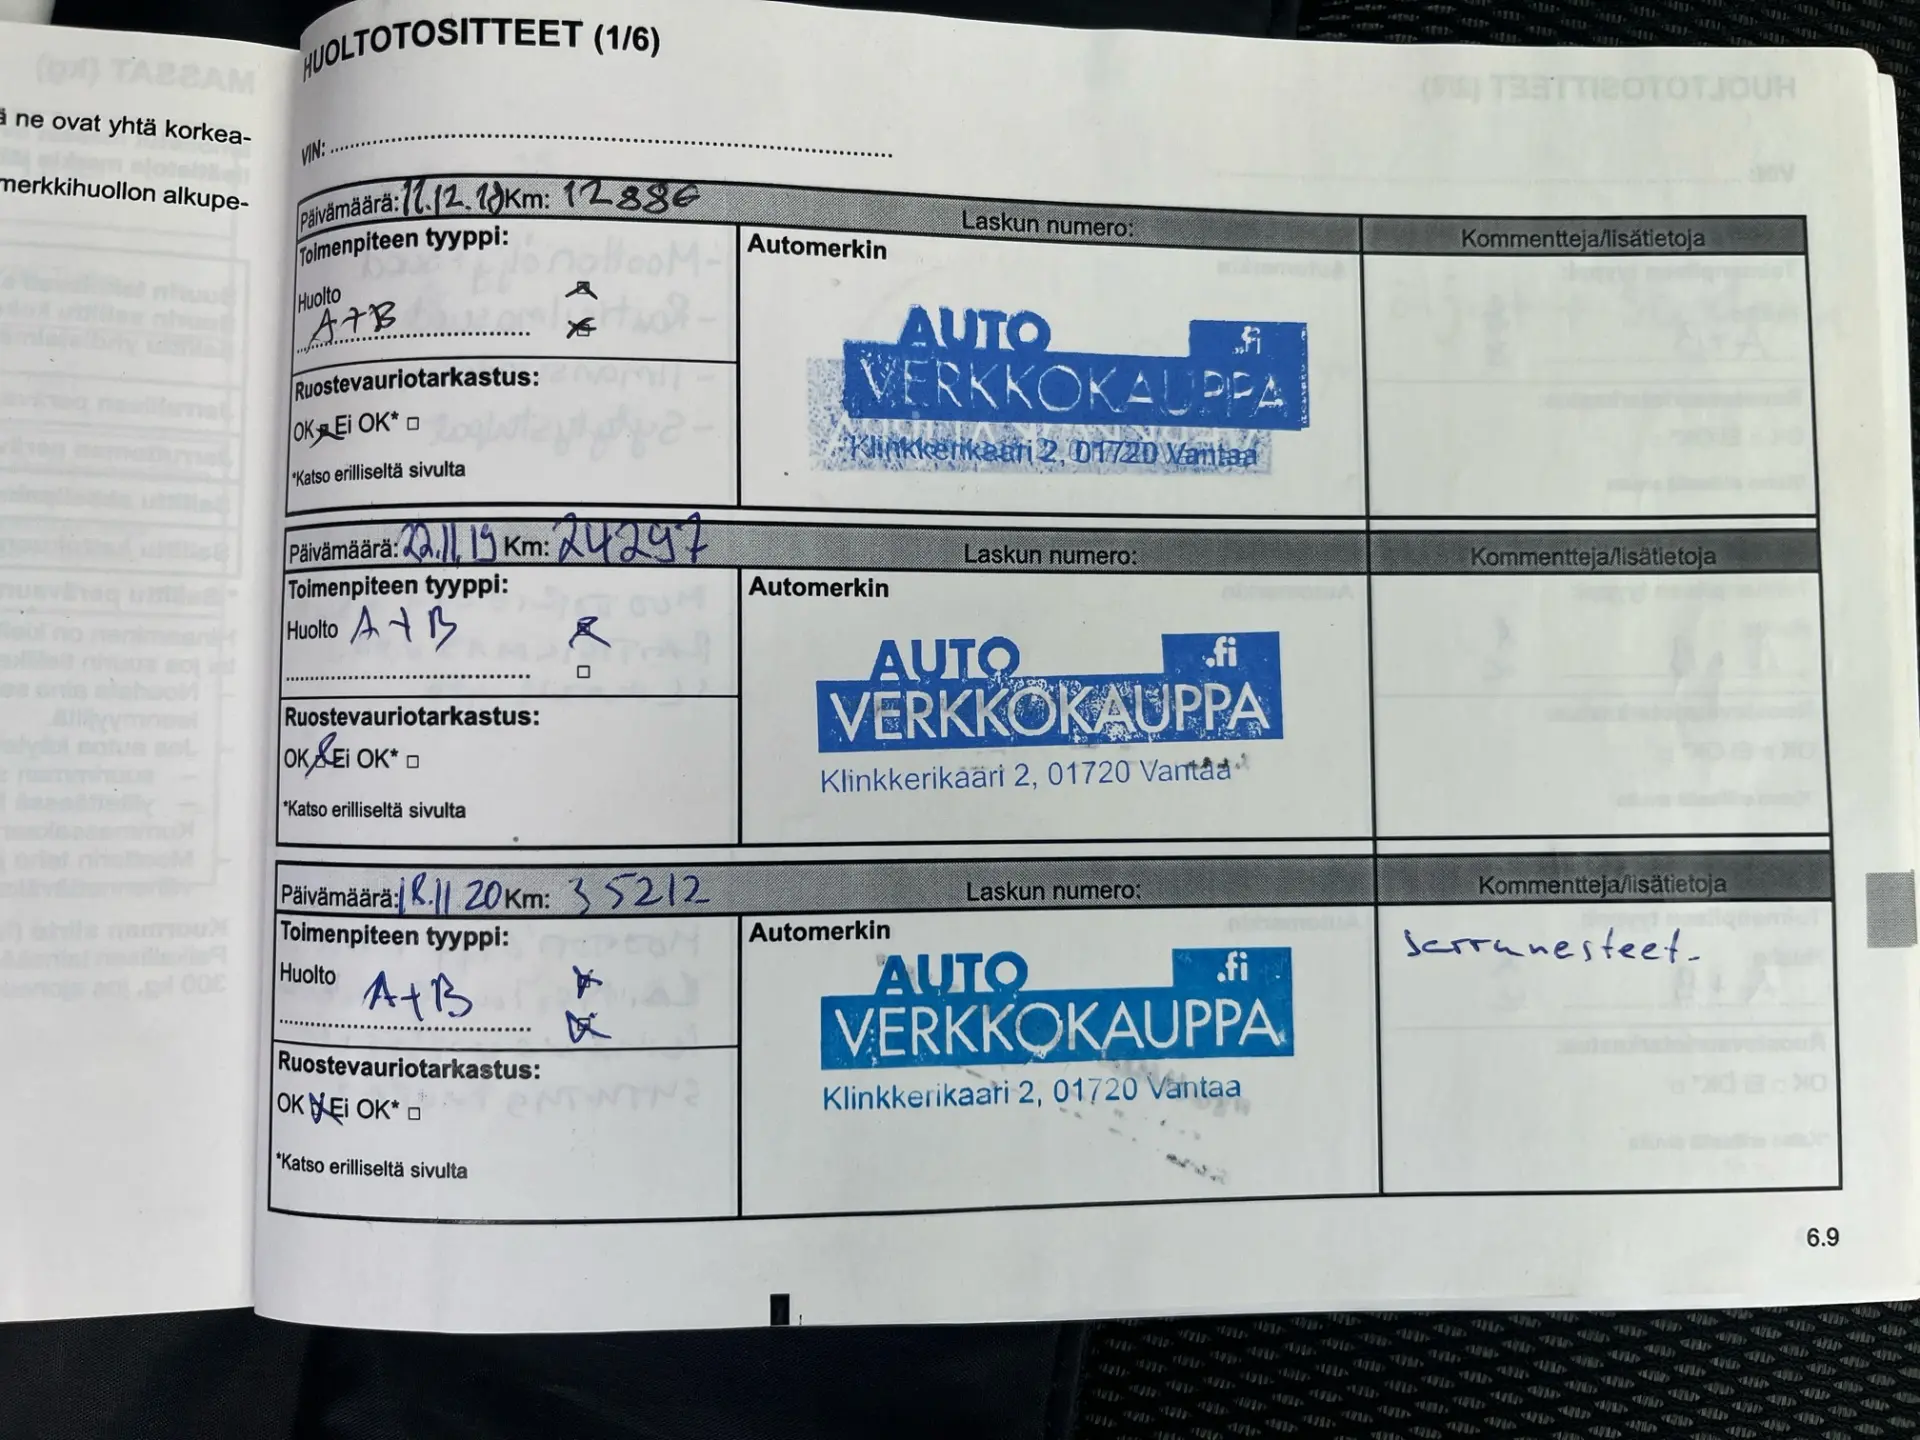 ne ovat yhtä korkea-
merkkihuollon alkupe-
HUOLTOTOSITTEET (1/6)
VIN:
Päivämäärä: 11.12.18 Km: 12886 Laskun numero: Kommentteja/lisätietoja
Toimenpiteen tyyppi: Automerkin
Huolto
A+B
AUTO .fi
VERKKOKAUPPA
Klinkkerikaari 2, 01720 Vantaa
Ruostevauriotarkastus:
OK Ei OK* □
*Katso erilliseltä sivulta
Päivämäärä: 22.11.19 Km: 24297 Laskun numero: Kommentteja/lisätietoja
Toimenpiteen tyyppi: Automerkin
Huolto A+B
AUTO .fi
VERKKOKAUPPA
Klinkkerikaari 2, 01720 Vantaa
Ruostevauriotarkastus:
OK Ei OK* □
*Katso erilliseltä sivulta
Päivämäärä: 18.11 20 Km: 35212 Laskun numero: Kommentteja/lisätietoja
Toimenpiteen tyyppi: Automerkin
Huolto A+B
Jarrunesteet.
AUTO .fi
VERKKOKAUPPA
Klinkkerikaari 2, 01720 Vantaa
Ruostevauriotarkastus:
OK Ei OK* □
*Katso erilliseltä sivulta
6.9